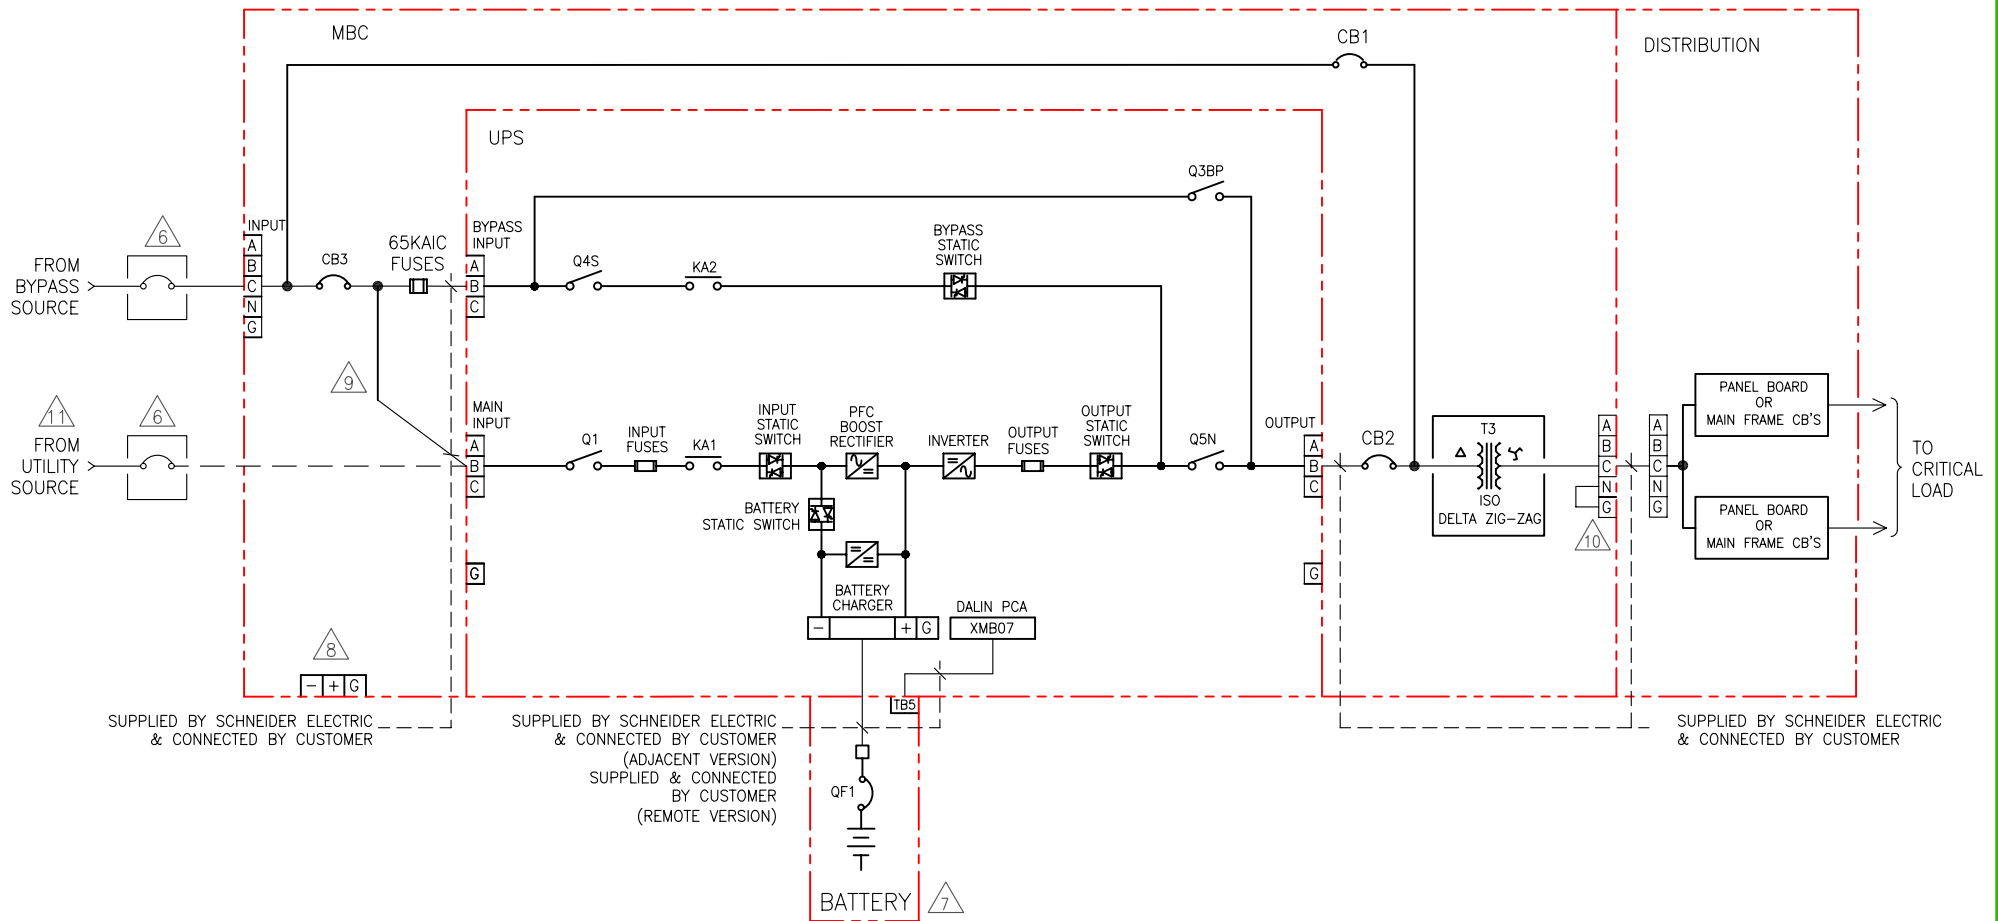 MBC
CB1
DISTRIBUTION
UPS
Q3BP
6
INPUT
A
B
C
N
G
FROM
BYPASS
SOURCE
CB3
65KAIC
FUSES
BYPASS
INPUT
A
B
C
Q4S
KA2
BYPASS
STATIC
SWITCH
9
11
6
FROM
UTILITY
SOURCE
MAIN
INPUT
A
B
C
G
Q1
INPUT
FUSES
KA1
INPUT
STATIC
SWITCH
PFC
BOOST
RECTIFIER
INVERTER
OUTPUT
FUSES
OUTPUT
STATIC
SWITCH
Q5N
OUTPUT
A
B
C
G
CB2
T3
ISO
DELTA ZIG-ZAG
A
B
C
N
G
10
A
B
C
N
G
PANEL BOARD
OR
MAIN FRAME CB'S
PANEL BOARD
OR
MAIN FRAME CB'S
TO
CRITICAL
LOAD
BATTERY
STATIC SWITCH
BATTERY
CHARGER
- + G
DALIN PCA
XMB07
8
- + G
TB5
SUPPLIED BY SCHNEIDER ELECTRIC
& CONNECTED BY CUSTOMER
SUPPLIED BY SCHNEIDER ELECTRIC
& CONNECTED BY CUSTOMER
(ADJACENT VERSION)
SUPPLIED & CONNECTED
BY CUSTOMER
(REMOTE VERSION)
SUPPLIED BY SCHNEIDER ELECTRIC
& CONNECTED BY CUSTOMER
QF1
BATTERY
7